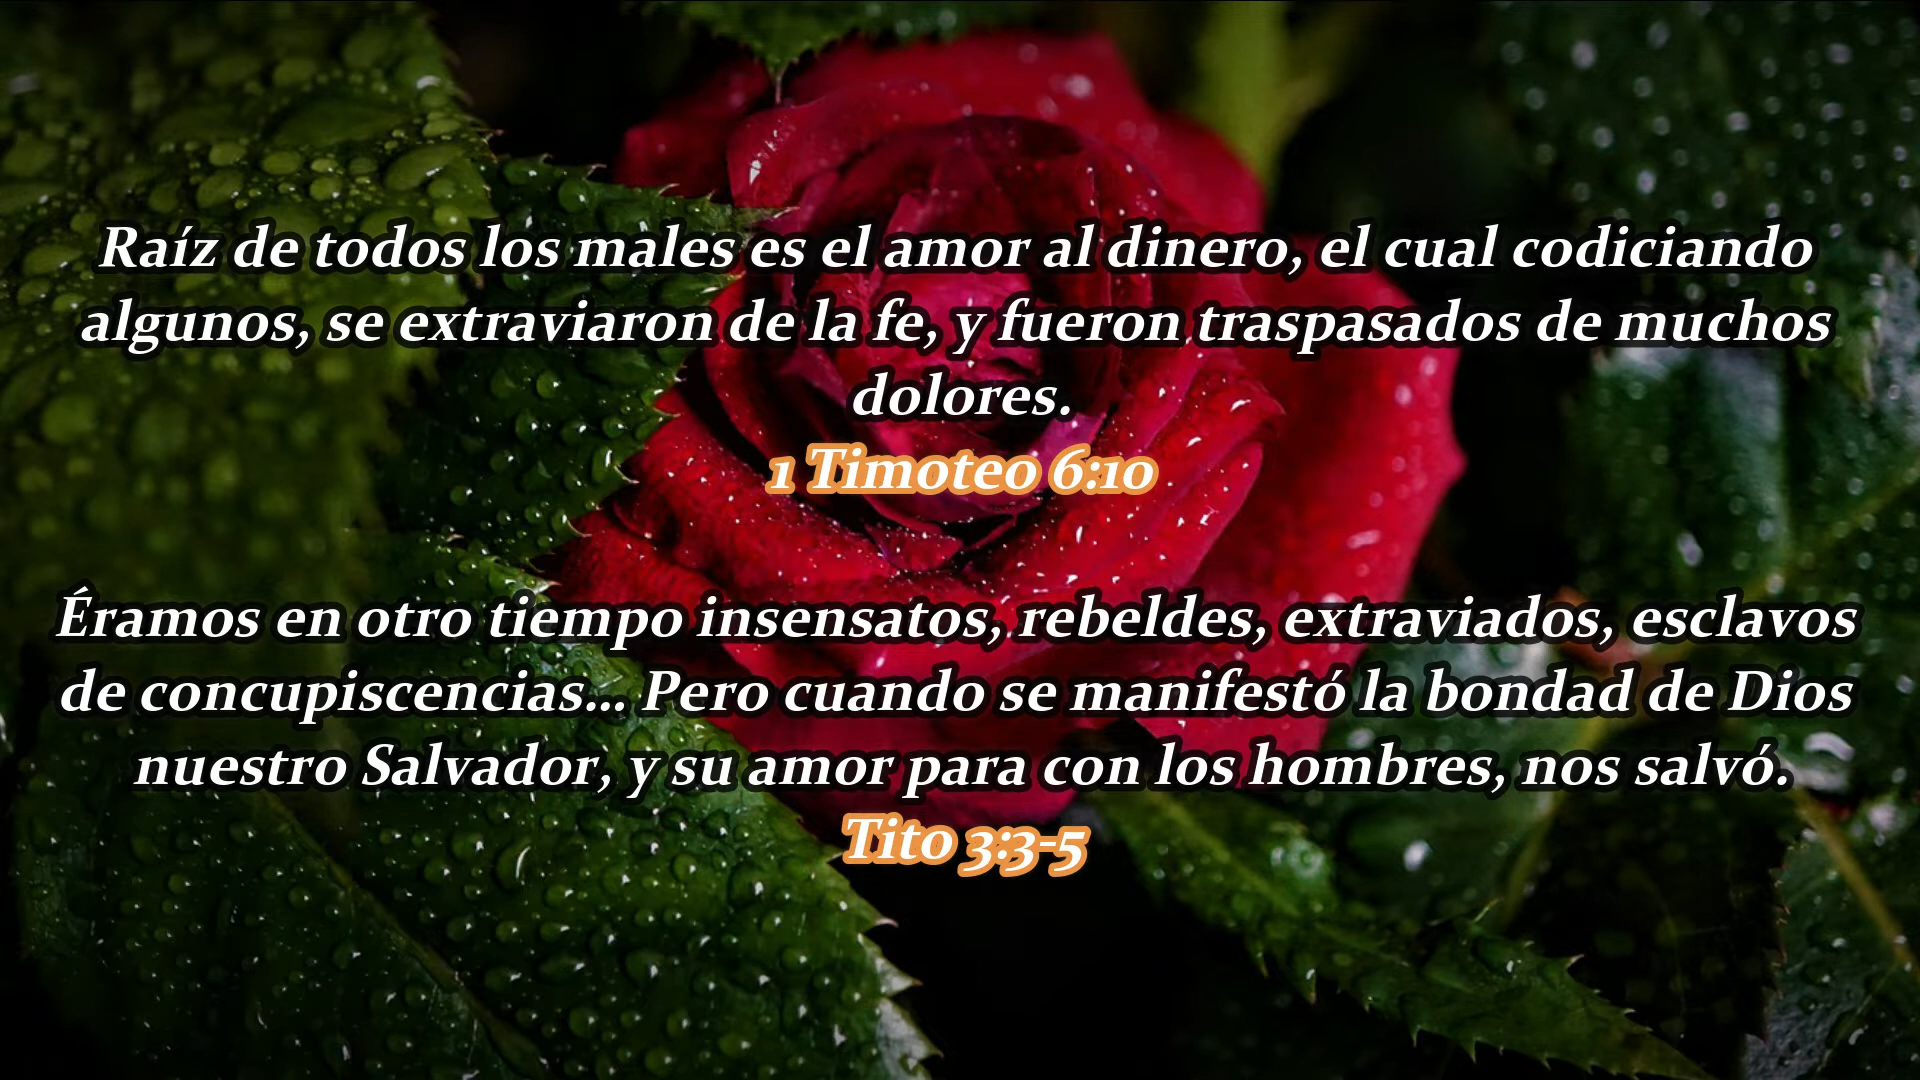 Raíz de todos los males es el amor al dinero, el cual codiciando
algunos, se extraviaron de la fe, y fueron traspasados de muchos
dolores.
1 Timoteo 6:10
Éramos en otro tiempo insensatos, rebeldes, extraviados, esclavos
de concupiscencias... Pero cuando se manifestó la bondad de Dios
nuestro Salvador, y su amor para con los hombres, nos salvó.
Tito 3:3-5